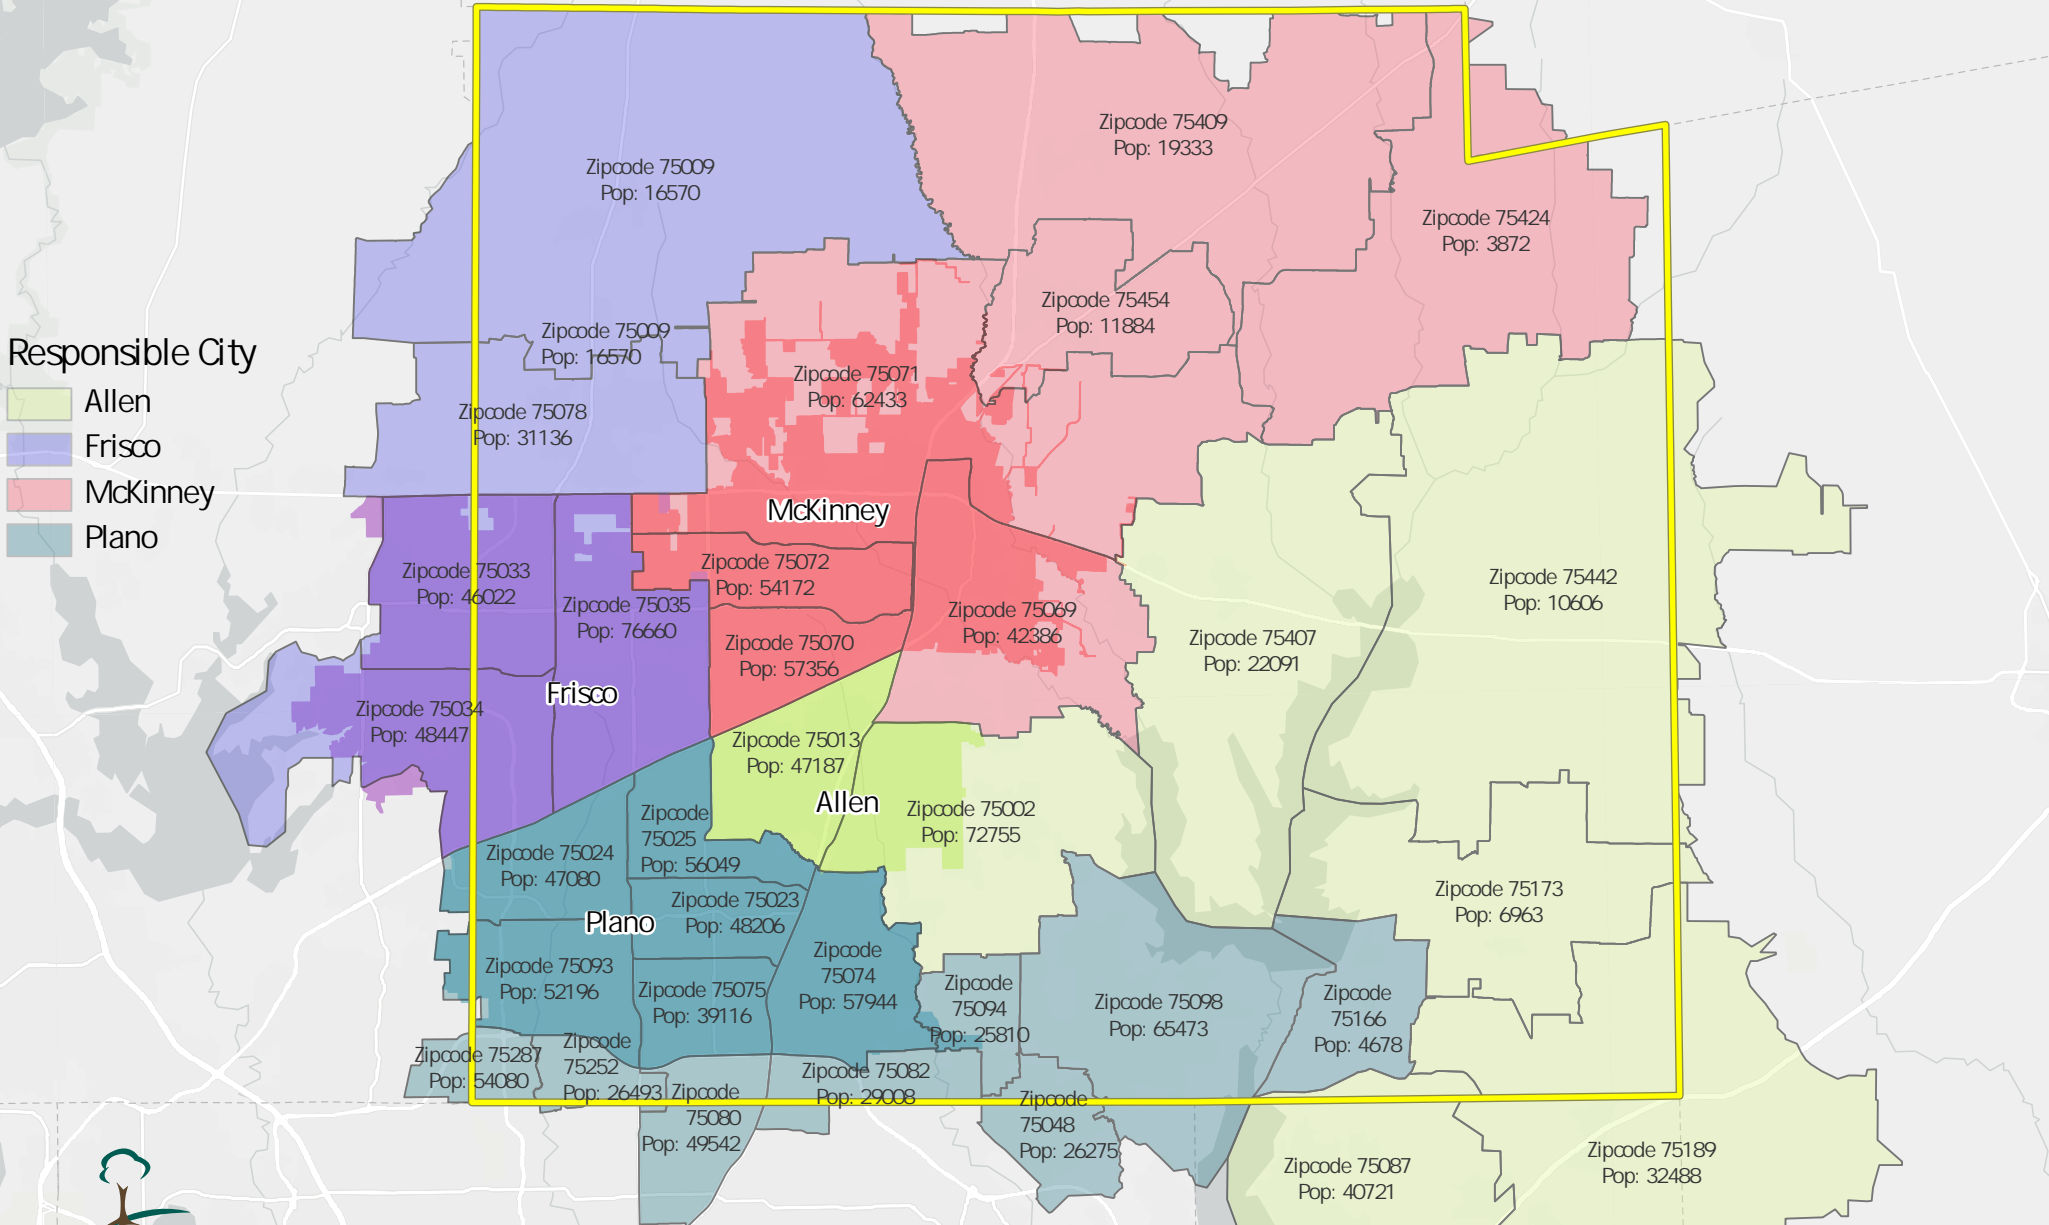 Responsible City
Allen
Frisco
McKinney
Plano
Zipcode 75009
Pop: 16570
Zipcode 75409
Pop: 19333
Zipcode 75424
Pop: 3872
Zipcode 75454
Pop: 11884
Zipcode 75009
Pop: 16570
Zipcode 75071
Pop: 62433
Zipcode 75078
Pop: 31136
McKinney
Zipcode 75072
Pop: 54172
Zipcode 75033
Pop: 46022
Zipcode 75035
Pop: 76660
Zipcode 75069
Pop: 42386
Zipcode 75442
Pop: 10606
Zipcode 75407
Pop: 22091
Zipcode 75070
Pop: 57356
Frisco
Zipcode 75034
Pop: 48447
Zipcode 75013
Pop: 47187
Allen
Zipcode 75002
Pop: 72755
Zipcode
75025
Pop: 56049
Zipcode 75024
Pop: 47080
Zipcode 75173
Pop: 6963
Zipcode 75023
Pop: 48206
Plano
Zipcode
75074
Pop: 57944
Zipcode 75093
Pop: 52196
Zipcode 75075
Pop: 39116
Zipcode
75094
Pop: 25810
Zipcode 75098
Pop: 65473
Zipcode
75166
Pop: 4678
Zipcode 75287
Pop: 54080
Zipcode
75252
Pop: 26493
Zipcode 75082
Pop: 29008
Zipcode
75080
Pop: 49542
Zipcode
75048
Pop: 26275
Zipcode 75087
Pop: 40721
Zipcode 75189
Pop: 32488